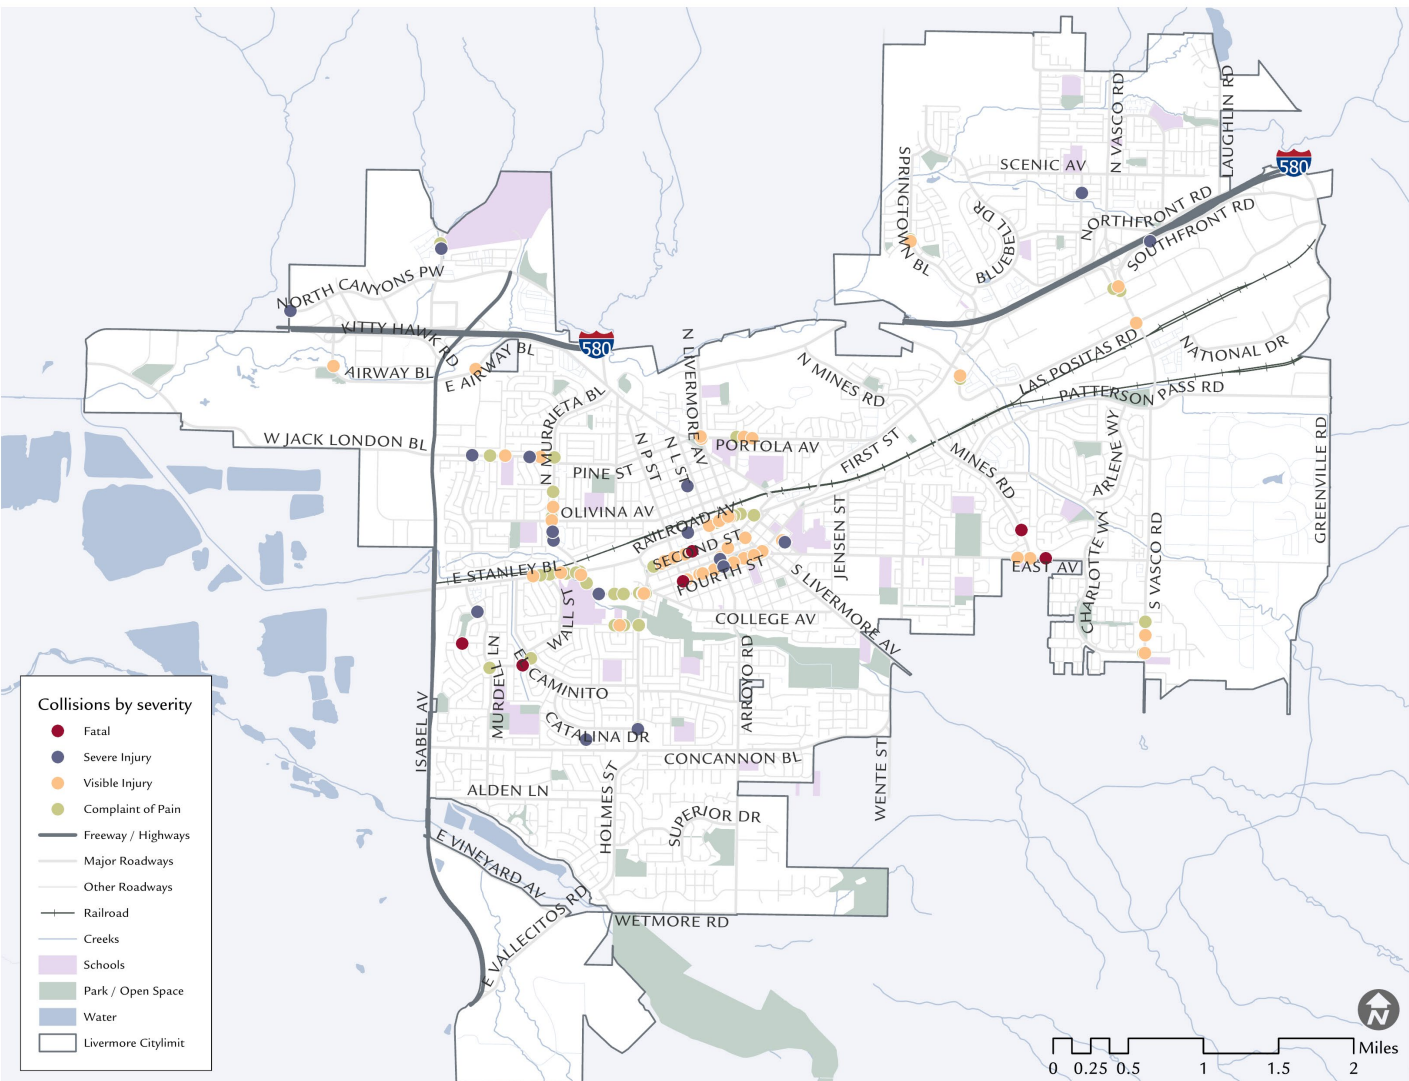 SCENIC AV
N VASCO RD
LAUGHLIN RD
580
SPRINGTOWN BL
BLUEBELL DR
NORTHFRONT RD
SOUTHFRONT RD
NORTH CANYONS PW
KITTY HAWK RD
580
AIRWAY BL
E AIRWAY BL
W JACK LONDON BL
N MURRIETA BL
N LIVERMORE AV
N MINES RD
LAS POSITAS RD
NATIONAL DR
PATTERSON PASS RD
PORTOLA AV
FIRST ST
MINES RD
ARLENE WY
GREENVILLE RD
PINE ST
N P ST
N L ST
OLIVINA AV
RAILROAD AV
SECOND ST
FOURTH ST
E STANLEY BL
JENSEN ST
S LIVERMORE AV
EAST AV
CHARLOTTE WY
S VASCO RD
WALL ST
COLLEGE AV
MURDELL LN
EL CAMINITO
ARROYO RD
CATALINA DR
ISABEL AV
CONCANNON BL
WENTE ST
ALDEN LN
HOLMES ST
SUPERIOR DR
E VINEYARD AV
E VALLECITOS RD
WETMORE RD
Collisions by severity
Fatal
Severe Injury
Visible Injury
Complaint of Pain
Freeway / Highways
Major Roadways
Other Roadways
Railroad
Creeks
Schools
Park / Open Space
Water
Livermore Citylimit
N
Miles
0 0.25 0.5 1 1.5 2